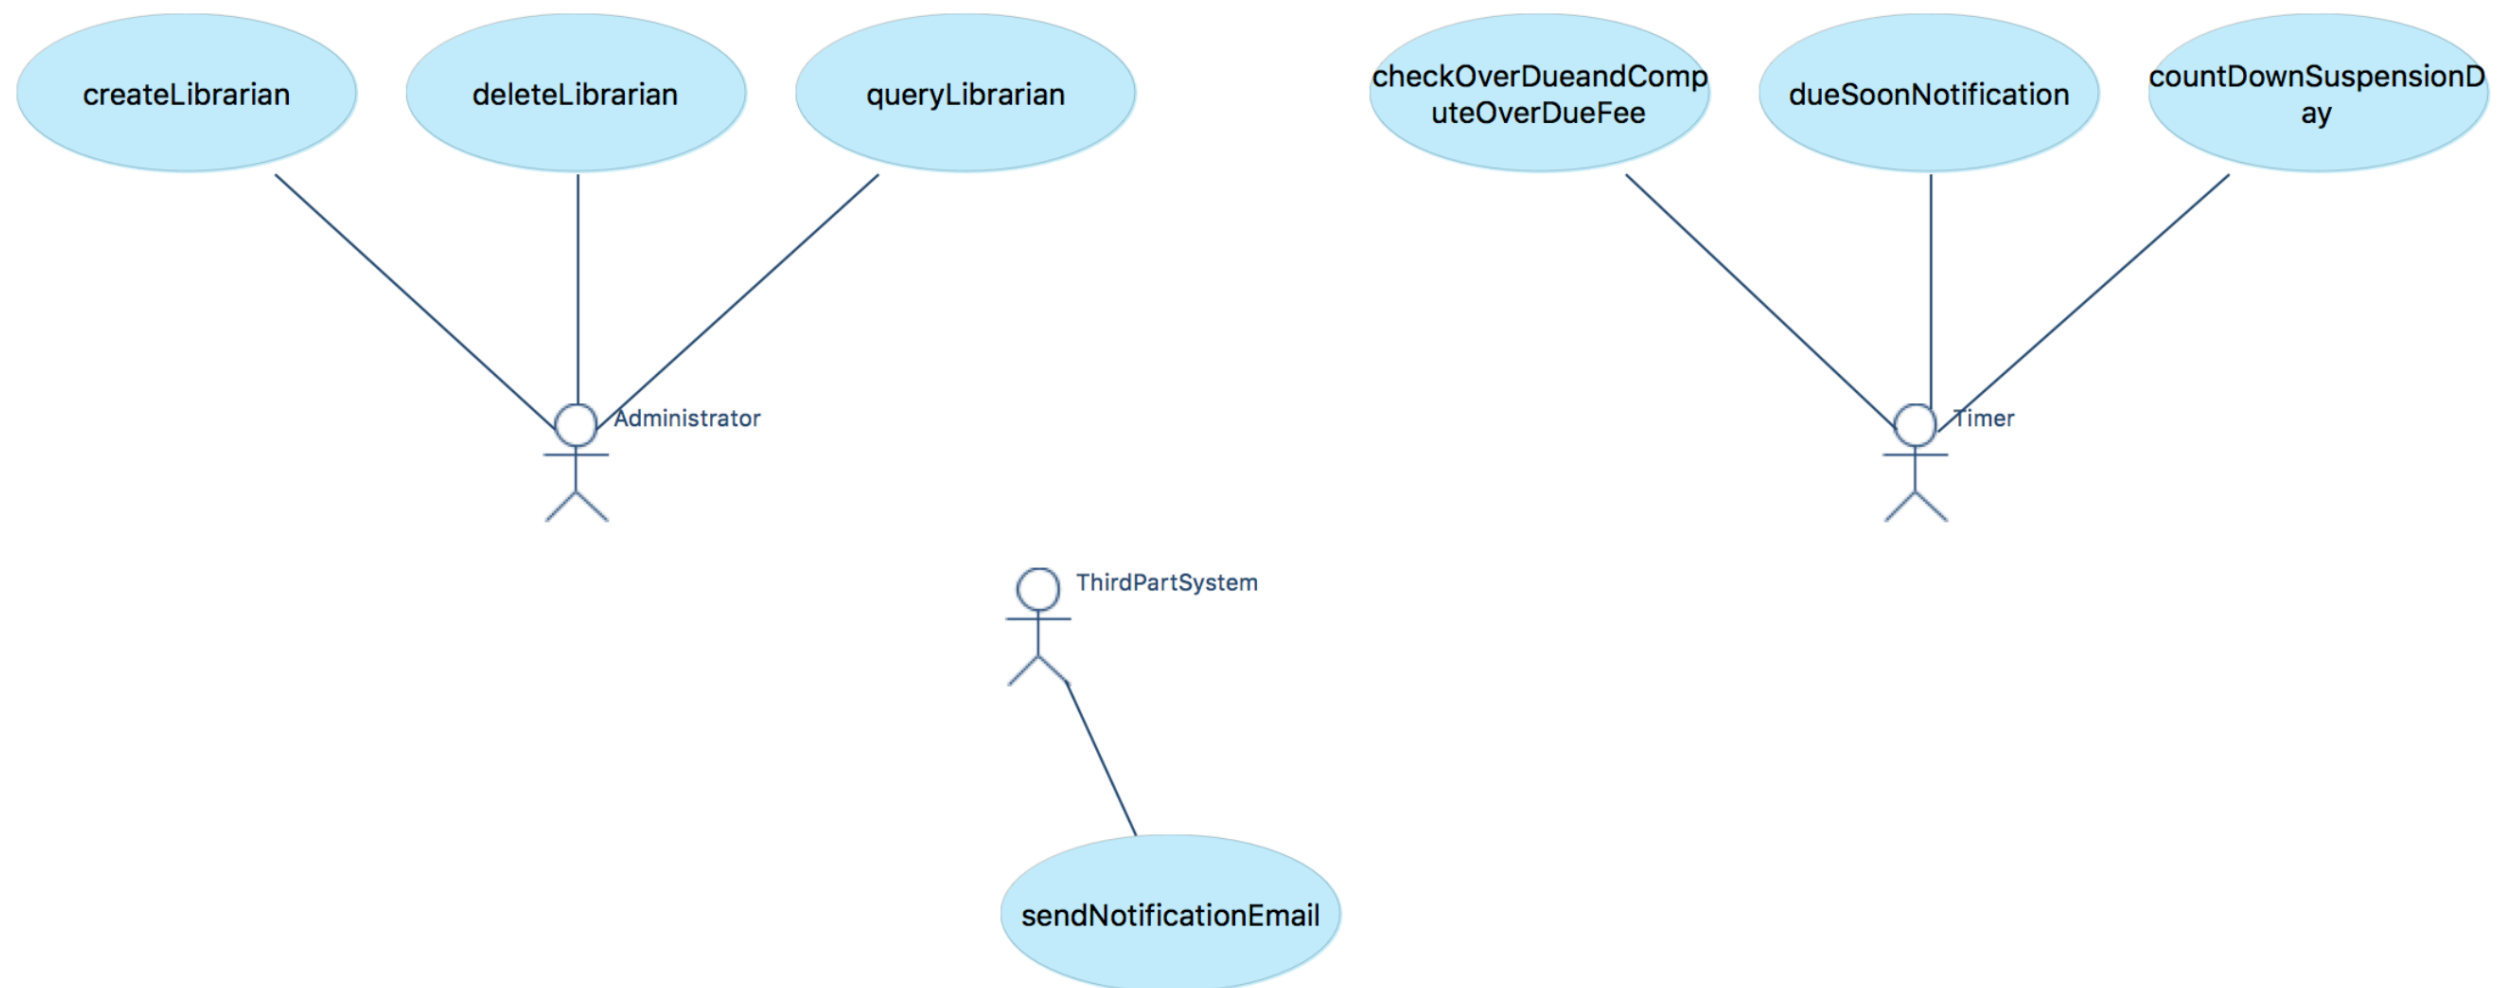 createLibrarian
deleteLibrarian
queryLibrarian
checkOverDueandComp
uteOverDueFee
dueSoonNotification
countDownSuspensionD
ay
Administrator
Timer
ThirdPartSystem
sendNotificationEmail